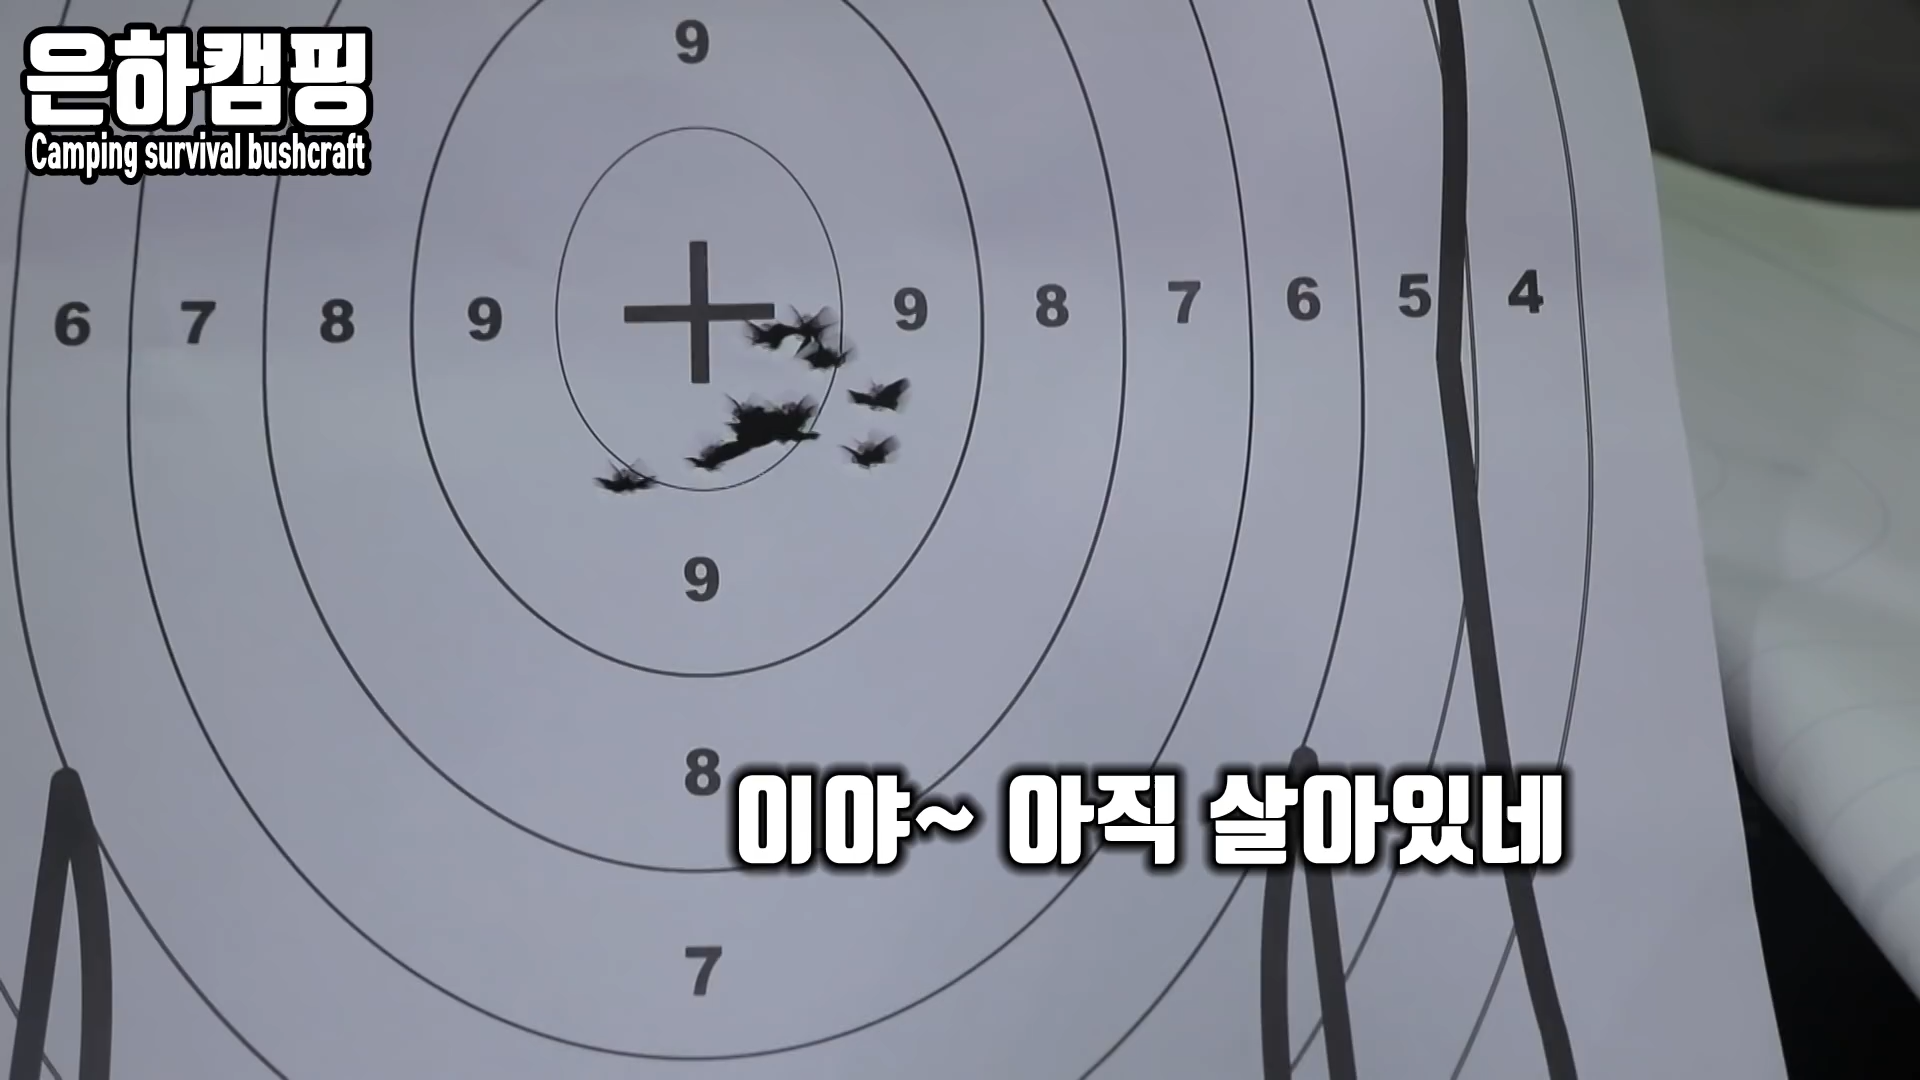 은하캠핑
Camping survival bushcraft
9
6 7 8 9 9 8 7 6 5 4
9
8
이야~ 아직 살아있네
7